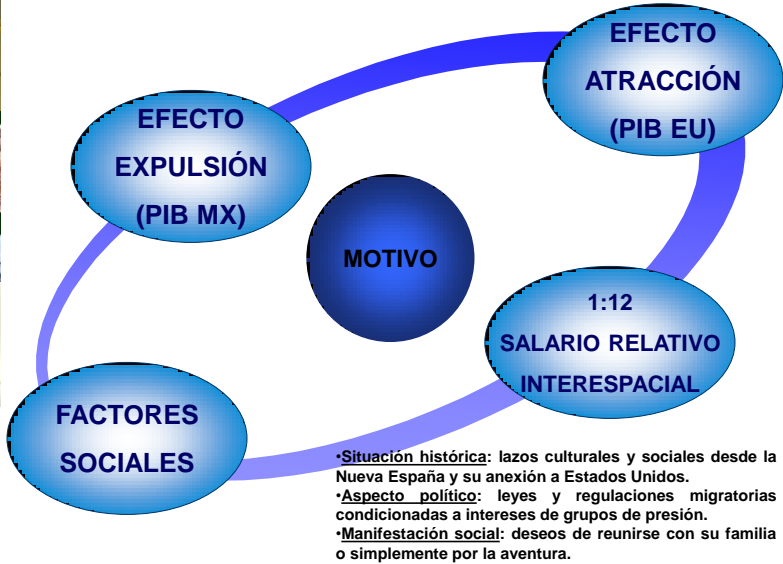 EFECTO
ATRACCIÓN
(PIB EU)
EFECTO
EXPULSIÓN
(PIB MX)
MOTIVO
1:12
SALARIO RELATIVO
INTERESPACIAL
FACTORES
SOCIALES
•Situación histórica: lazos culturales y sociales desde la
Nueva España y su anexión a Estados Unidos.
•Aspecto político: leyes y regulaciones migratorias
condicionadas a intereses de grupos de presión.
•Manifestación social: deseos de reunirse con su familia
o simplemente por la aventura.